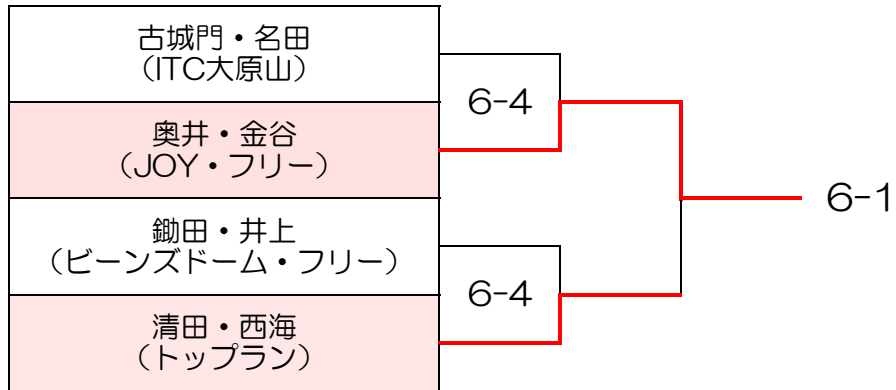 古城門・名田
（ITC大原山）
6-4
奥井・金谷
（JOY・フリー）
6-1
鋤田・井上
（ビーンズドーム・フリー）
6-4
清田・西海
（トップラン）